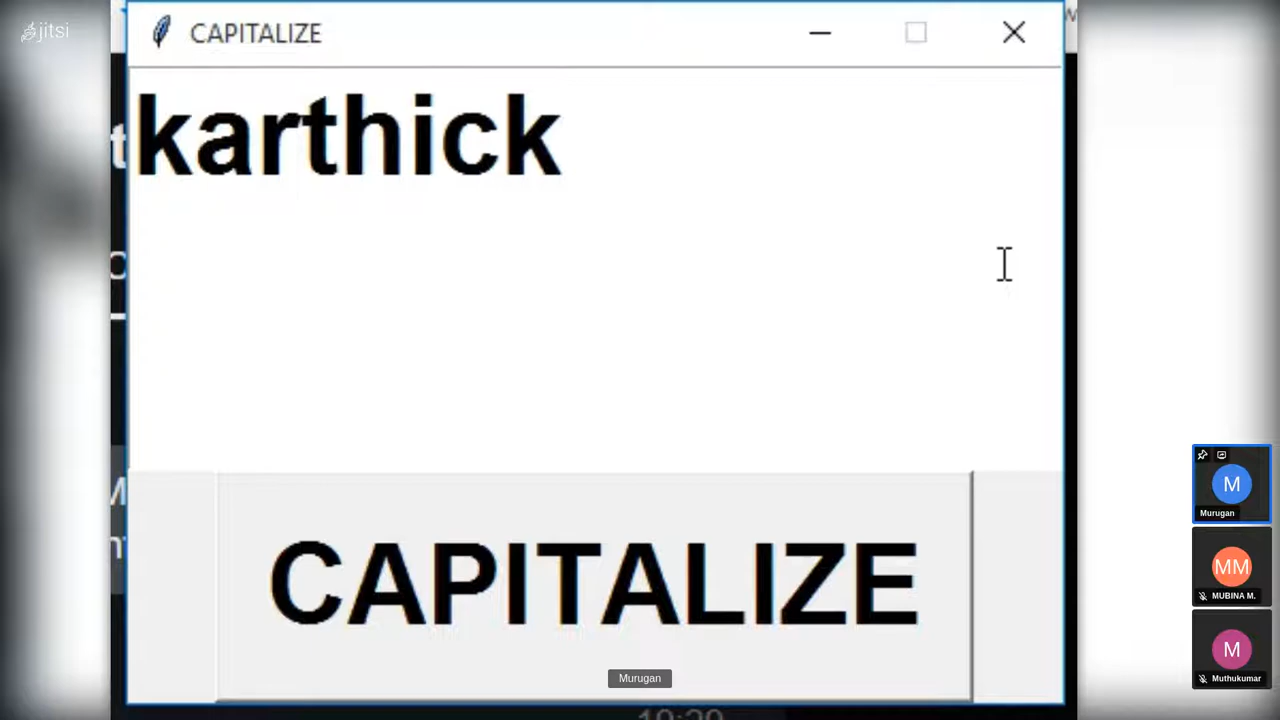 jitsi
CAPITALIZE
karthick
CAPITALIZE
Murugan
M
Murugan
MM
MUBINA M.
M
Muthukumar